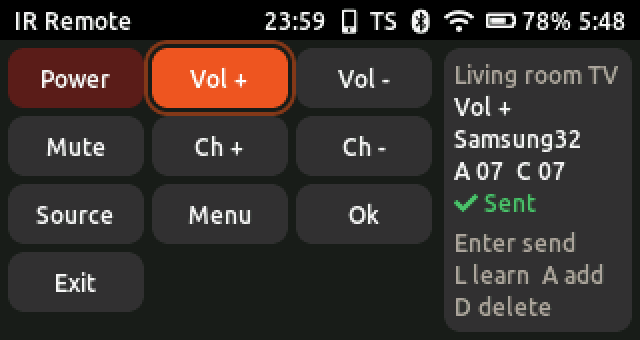 IR Remote 23:59 TS 78% 5:48
Power Vol + Vol -
Mute Ch + Ch -
Source Menu Ok
Exit
Living room TV
Vol +
Samsung32
A 07 C 07
Sent
Enter send
L learn A add
D delete